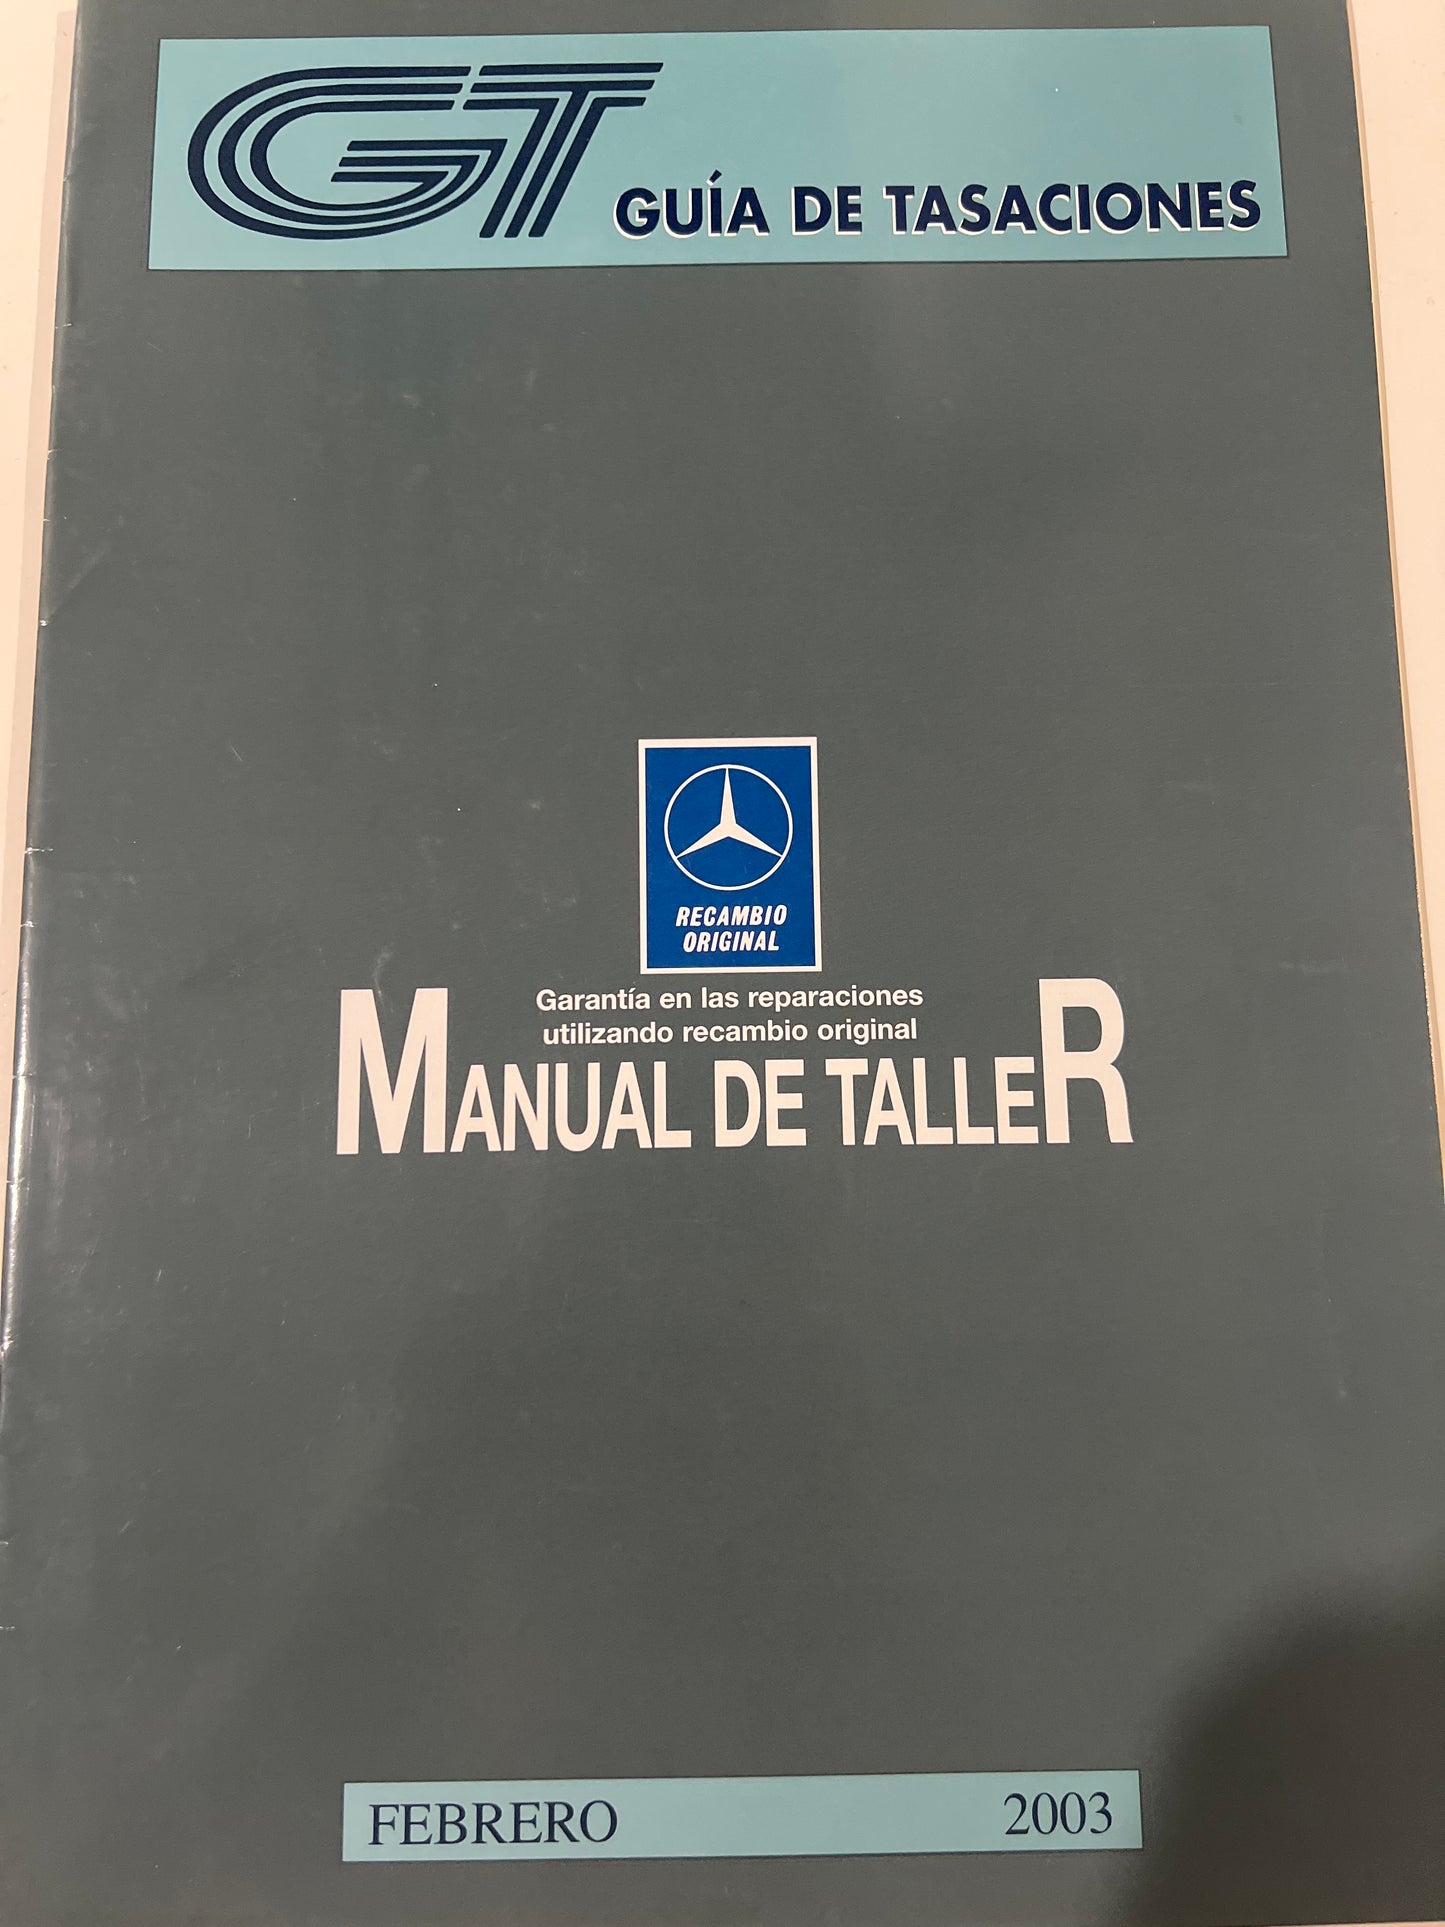 GT GUÍA DE TASACIONES
RECAMBIO
ORIGINAL
Garantía en las reparaciones
utilizando recambio original
MANUAL DE TALLER
FEBRERO 2003